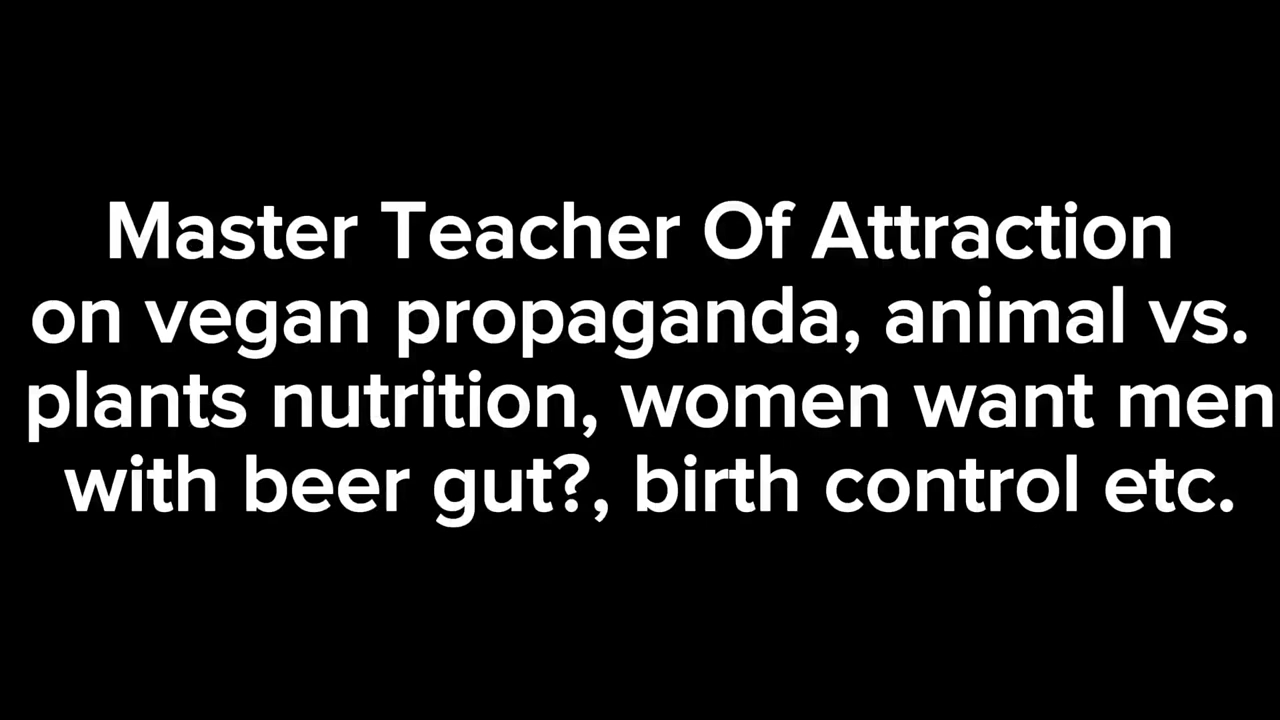 Master Teacher Of Attraction
on vegan propaganda, animal vs.
plants nutrition, women want men
with beer gut?, birth control etc.